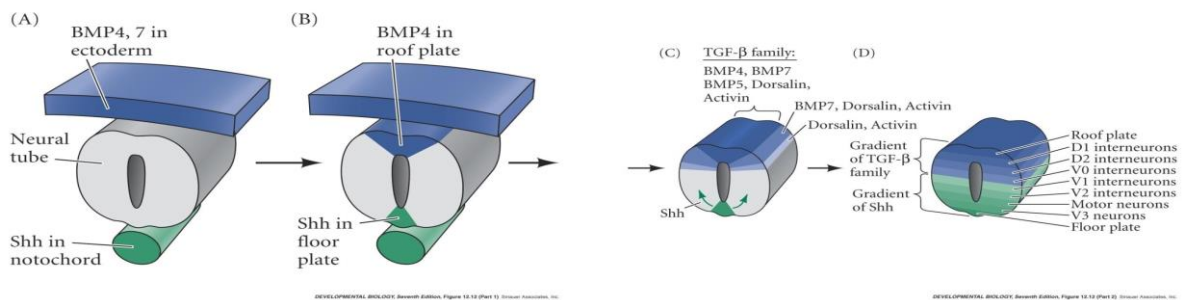 (A)
BMP4, 7 in
ectoderm
Neural
tube
Shh in
notochord
(B)
BMP4 in
roof plate
Shh in
floor
plate
DEVELOPMENTAL BIOLOGY, Seventh Edition, Figure 12.12 (Part 1) Sinauer Associates, Inc.
(C)
TGF-β family:
BMP4, BMP7
BMP5, Dorsalin,
Activin
BMP7, Dorsalin, Activin
Dorsalin, Activin
Shh
(D)
Gradient
of TGF-β
family
Gradient
of Shh
Roof plate
D1 interneurons
D2 interneurons
V0 interneurons
V1 interneurons
V2 interneurons
Motor neurons
V3 neurons
Floor plate
DEVELOPMENTAL BIOLOGY, Seventh Edition, Figure 12.12 (Part 2) Sinauer Associates, Inc.